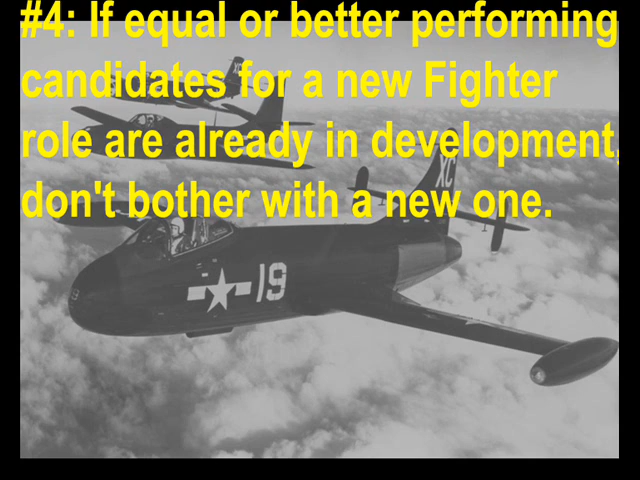 #4: If equal or better performing
candidates for a new Fighter
role are already in development,
don't bother with a new one.
XC
19